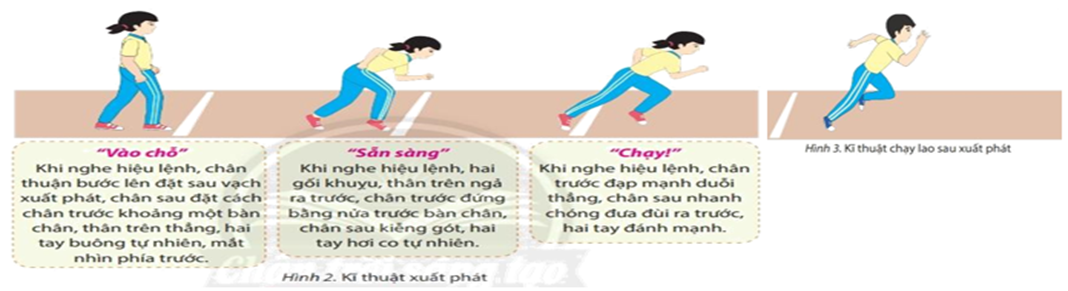 "Vào chỗ"
Khi nghe hiệu lệnh, chân
thuận bước lên đặt sau vạch
xuất phát, chân sau đặt cách
chân trước khoảng một bàn
chân, thân trên thẳng, hai
tay buông tự nhiên, mắt
nhìn phía trước.
"Sẵn sàng"
Khi nghe hiệu lệnh, hai
gối khuỵu, thân trên ngả
ra trước, chân trước đứng
bằng nửa trước bàn chân,
chân sau kiễng gót, hai
tay hơi co tự nhiên.
"Chạy!"
Khi nghe hiệu lệnh, chân
trước đạp mạnh duỗi
thẳng, chân sau nhanh
chóng đưa đùi ra trước,
hai tay đánh mạnh.
Hình 2. Kĩ thuật xuất phát
Hình 3. Kĩ thuật chạy lao sau xuất phát